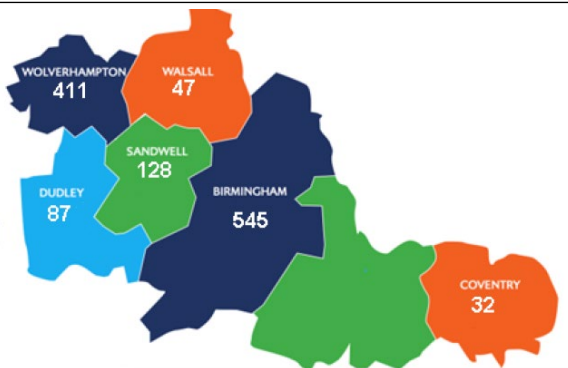 WOLVERHAMPTON
411
WALSALL
47
SANDWELL
128
DUDLEY
87
BIRMINGHAM
545
COVENTRY
32